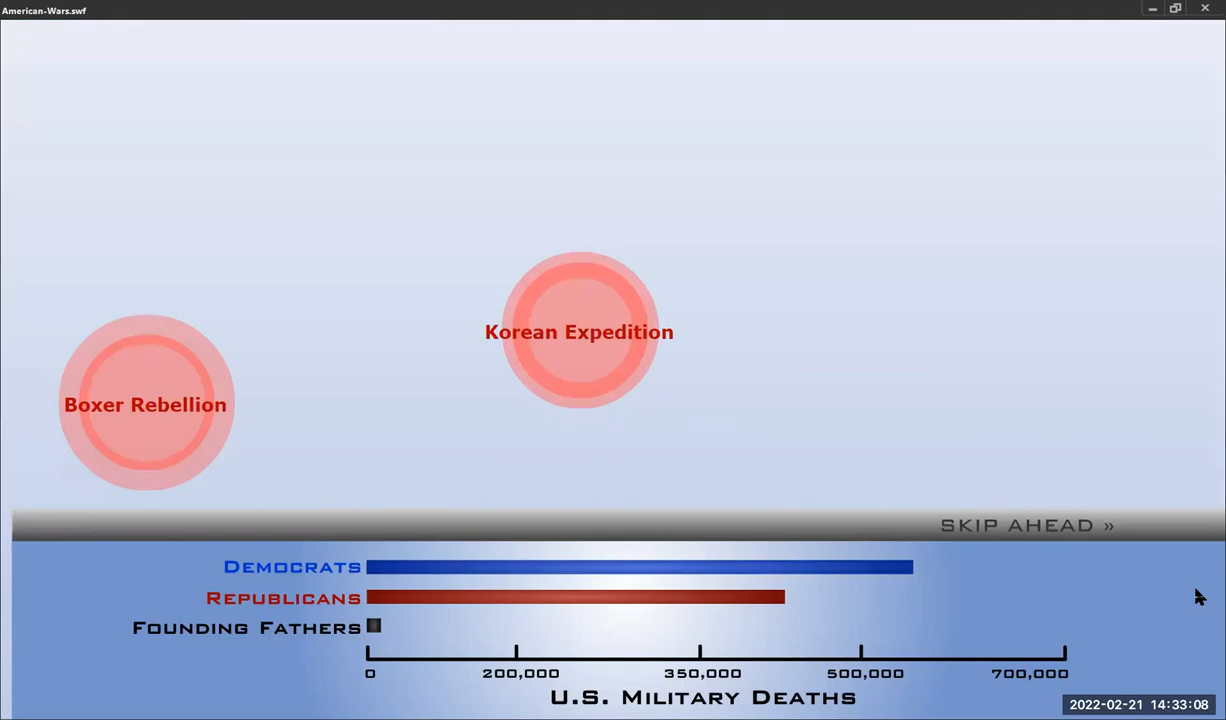 American-Wars.swf
Korean Expedition
Boxer Rebellion
SKIP AHEAD »
DEMOCRATS
REPUBLICANS
FOUNDING FATHERS
0 200,000 350,000 500,000 700,000
U.S. MILITARY DEATHS
2022-02-21 14:33:08